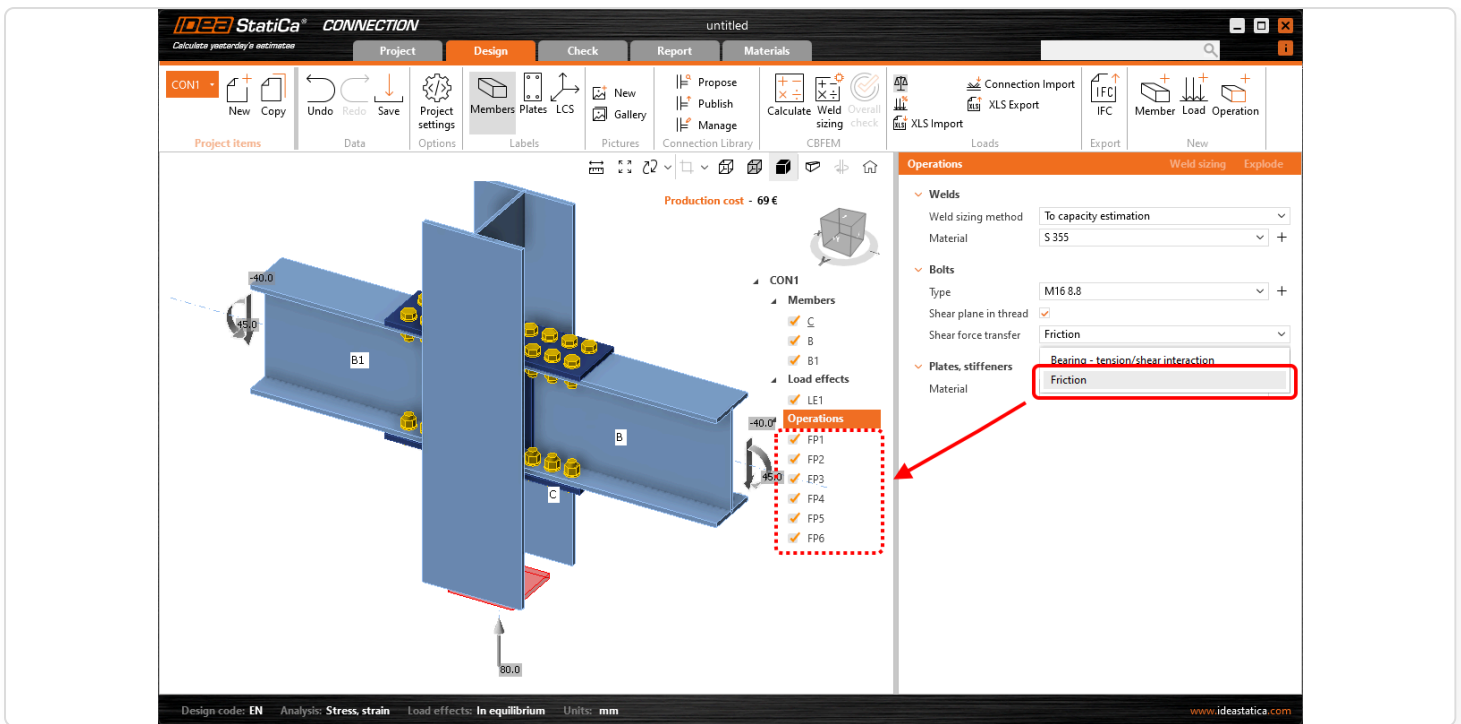 IDEA StatiCa® CONNECTION
untitled
Calculate yesterday's estimates
Project Design Check Report Materials
CON1
New Copy
Undo Redo Save
Project settings
Members Plates LCS
New
Gallery
Propose
Publish
Manage
Calculate Weld sizing Overall check
Connection Import
XLS Export
XLS Import
IFC
IFC
Member Load Operation
Project items Data Options Labels Pictures Connection Library CBFEM Loads Export New
Production cost - 69 €
-40.0
45.0
B1
B
C
-40.0
45.0
80.0
CON1
Members
C
B
B1
Load effects
LE1
Operations
FP1
FP2
FP3
FP4
FP5
FP6
Operations Weld sizing Explode
Welds
Weld sizing method To capacity estimation
Material S 355
Bolts
Type M16 8.8
Shear plane in thread
Shear force transfer Friction
Bearing - tension/shear interaction
Plates, stiffeners
Friction
Material
Design code: EN Analysis: Stress, strain Load effects: In equilibrium Units: mm
www.ideastatica.com